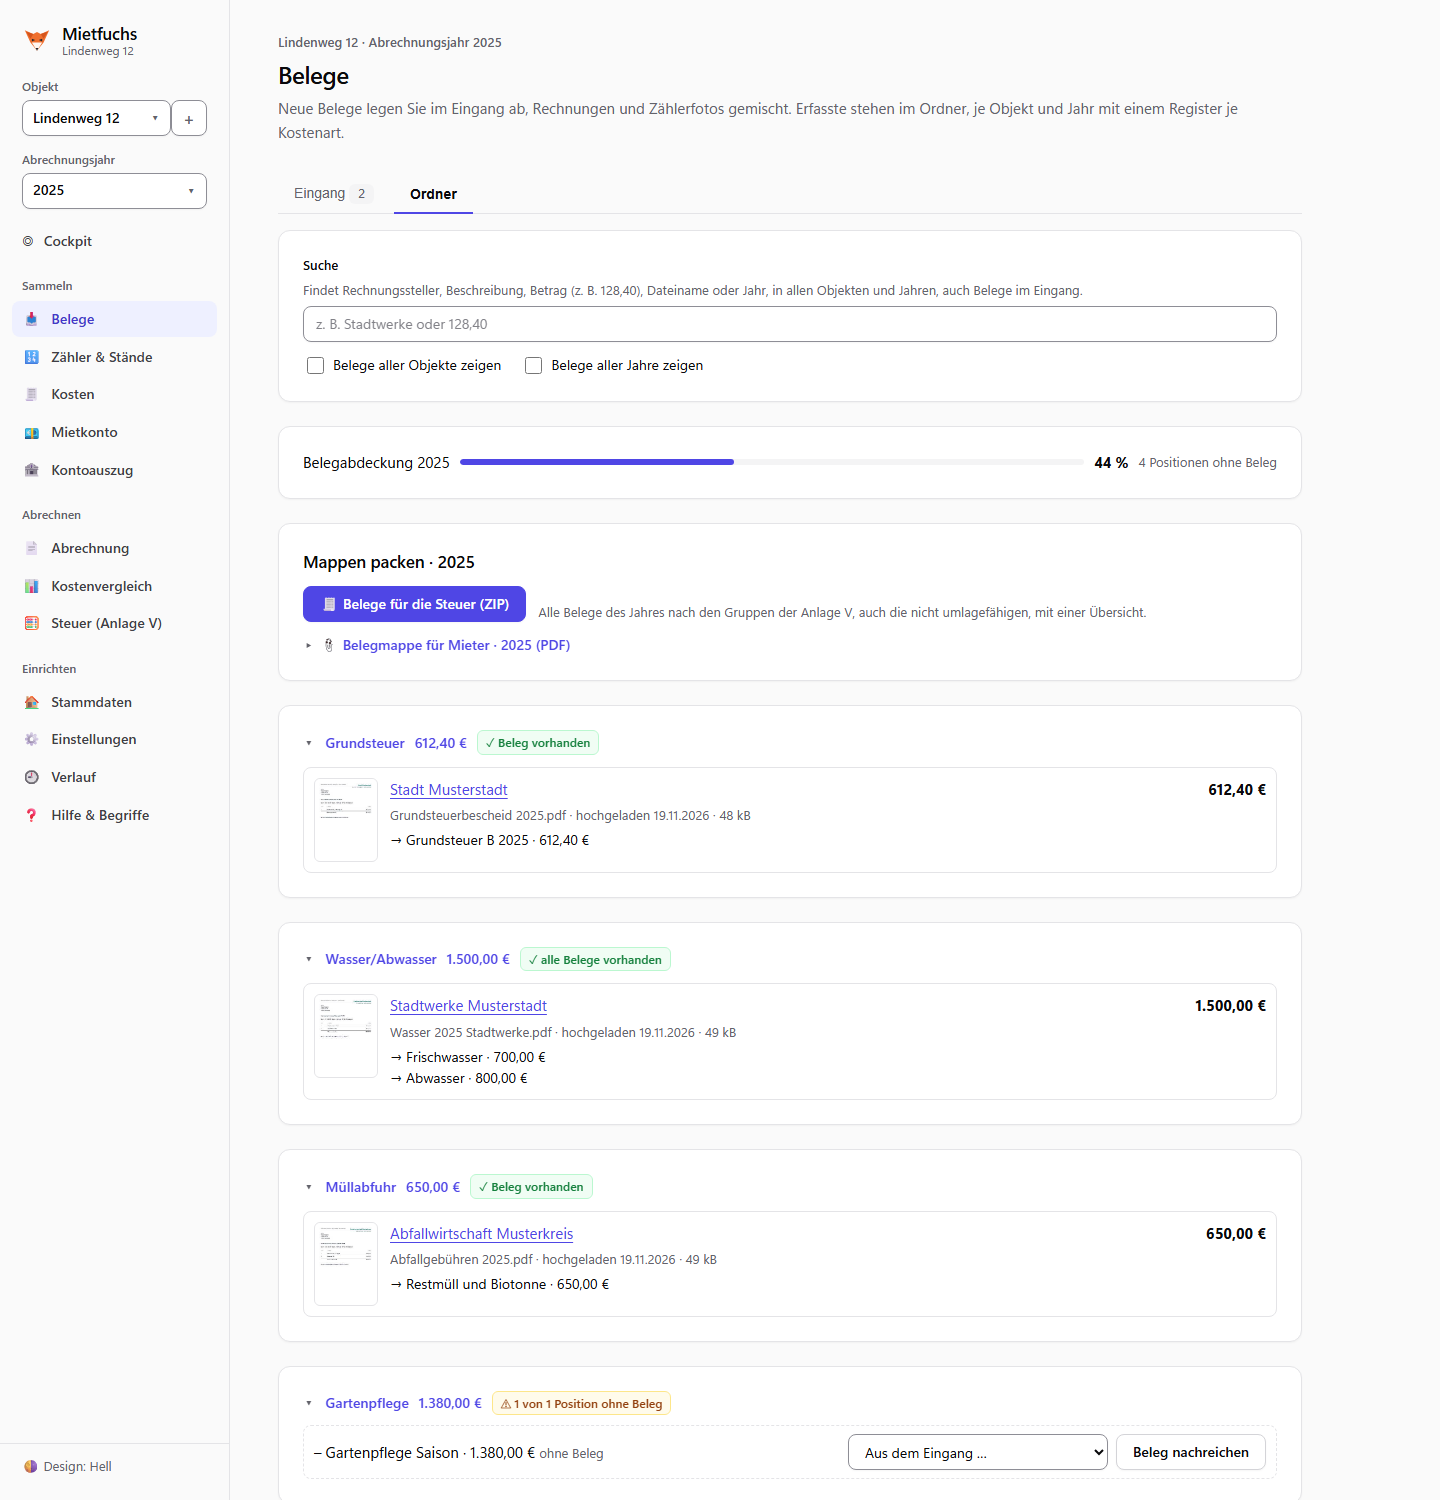 Mietfuchs
Lindenweg 12
Objekt
Lindenweg 12
+
Abrechnungsjahr
2025
Cockpit
Sammeln
Belege
Zähler & Stände
Kosten
Mietkonto
Kontoauszug
Abrechnen
Abrechnung
Kostenvergleich
Steuer (Anlage V)
Einrichten
Stammdaten
Einstellungen
Verlauf
Hilfe & Begriffe
Design: Hell
Lindenweg 12 · Abrechnungsjahr 2025
Belege
Neue Belege legen Sie im Eingang ab, Rechnungen und Zählerfotos gemischt. Erfasste stehen im Ordner, je Objekt und Jahr mit einem Register je
Kostenart.
Eingang 2
Ordner
Suche
Findet Rechnungssteller, Beschreibung, Betrag (z. B. 128,40), Dateiname oder Jahr, in allen Objekten und Jahren, auch Belege im Eingang.
z. B. Stadtwerke oder 128,40
Belege aller Objekte zeigen
Belege aller Jahre zeigen
Belegabdeckung 2025
44 %
4 Positionen ohne Beleg
Mappen packen · 2025
Belege für die Steuer (ZIP)
Alle Belege des Jahres nach den Gruppen der Anlage V, auch die nicht umlagefähigen, mit einer Übersicht.
Belegmappe für Mieter · 2025 (PDF)
Grundsteuer 612,40 € ✓ Beleg vorhanden
Stadt Musterstadt
612,40 €
Grundsteuerbescheid 2025.pdf · hochgeladen 19.11.2026 · 48 kB
→ Grundsteuer B 2025 · 612,40 €
Wasser/Abwasser 1.500,00 € ✓ alle Belege vorhanden
Stadtwerke Musterstadt
1.500,00 €
Wasser 2025 Stadtwerke.pdf · hochgeladen 19.11.2026 · 49 kB
→ Frischwasser · 700,00 €
→ Abwasser · 800,00 €
Müllabfuhr 650,00 € ✓ Beleg vorhanden
Abfallwirtschaft Musterkreis
650,00 €
Abfallgebühren 2025.pdf · hochgeladen 19.11.2026 · 49 kB
→ Restmüll und Biotonne · 650,00 €
Gartenpflege 1.380,00 € ⚠ 1 von 1 Position ohne Beleg
– Gartenpflege Saison · 1.380,00 € ohne Beleg
Aus dem Eingang ...
Beleg nachreichen